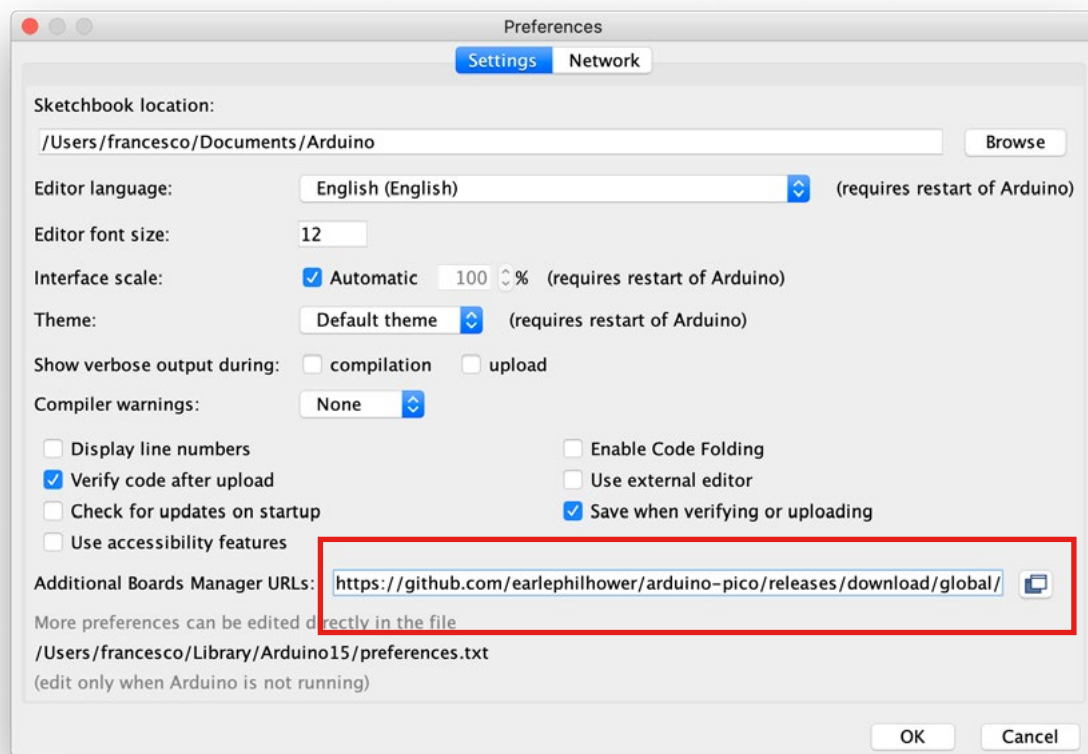 Preferences
Settings Network
Sketchbook location:
/Users/francesco/Documents/Arduino Browse
Editor language: English (English) (requires restart of Arduino)
Editor font size: 12
Interface scale: Automatic 100 % (requires restart of Arduino)
Theme: Default theme (requires restart of Arduino)
Show verbose output during: compilation upload
Compiler warnings: None
Display line numbers Enable Code Folding
Verify code after upload Use external editor
Check for updates on startup Save when verifying or uploading
Use accessibility features
Additional Boards Manager URLs: https://github.com/earlephilhower/arduino-pico/releases/download/global/
More preferences can be edited directly in the file
/Users/francesco/Library/Arduino15/preferences.txt
(edit only when Arduino is not running)
OK Cancel